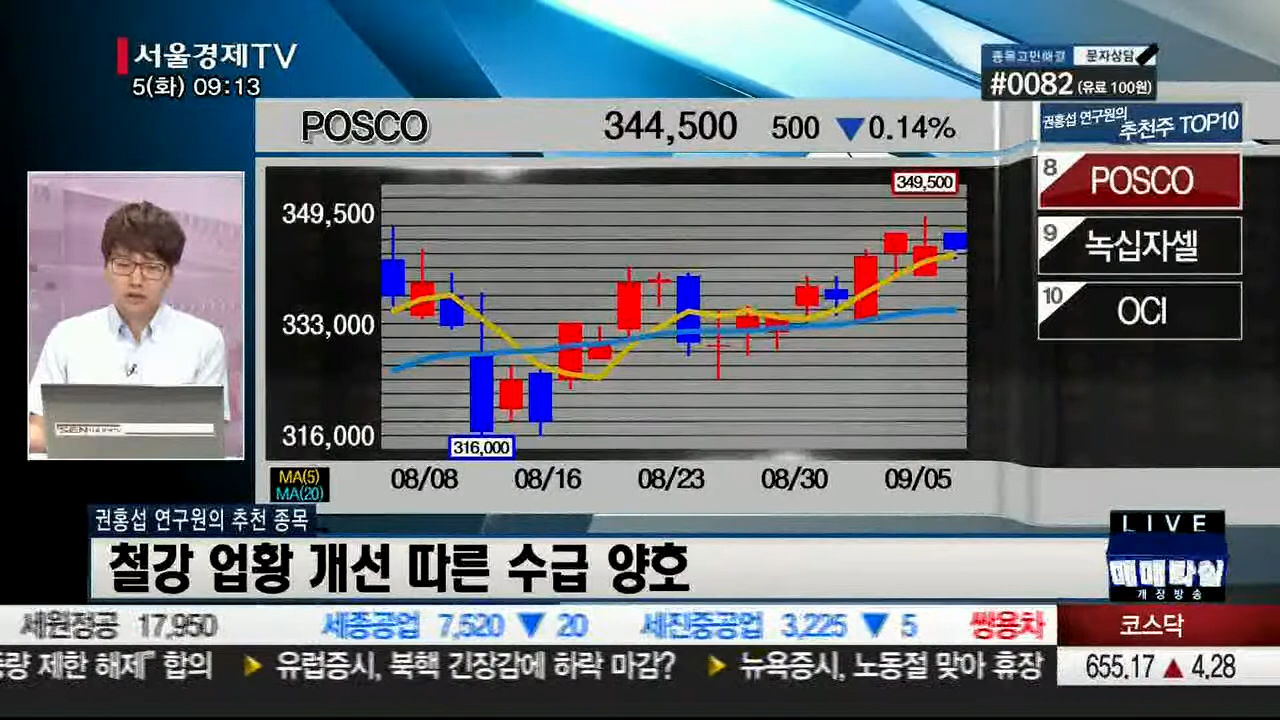 서울경제TV
5(화) 09:13
종목고민해결 문자상담
#0082 (유료 100원)
POSCO 344,500 500 ▼0.14%
권홍섭 연구원의
추천주 TOP10
8 POSCO
9 녹십자셀
10 OCI
349,500
349,500
333,000
316,000
316,000
MA(5)
MA(20)
08/08 08/16 08/23 08/30 09/05
권홍섭 연구원의 추천 종목
철강 업황 개선 따른 수급 양호
LIVE
매매타임
개장방송
세원정공 17,950 세종공업 7,520 ▼ 20 세진중공업 3,225 ▼ 5 쌍용차
코스닥
량 제한 해제" 합의 ▶ 유럽증시, 북핵 긴장감에 하락 마감? ▶ 뉴욕증시, 노동절 맞아 휴장
655.17 ▲ 4.28